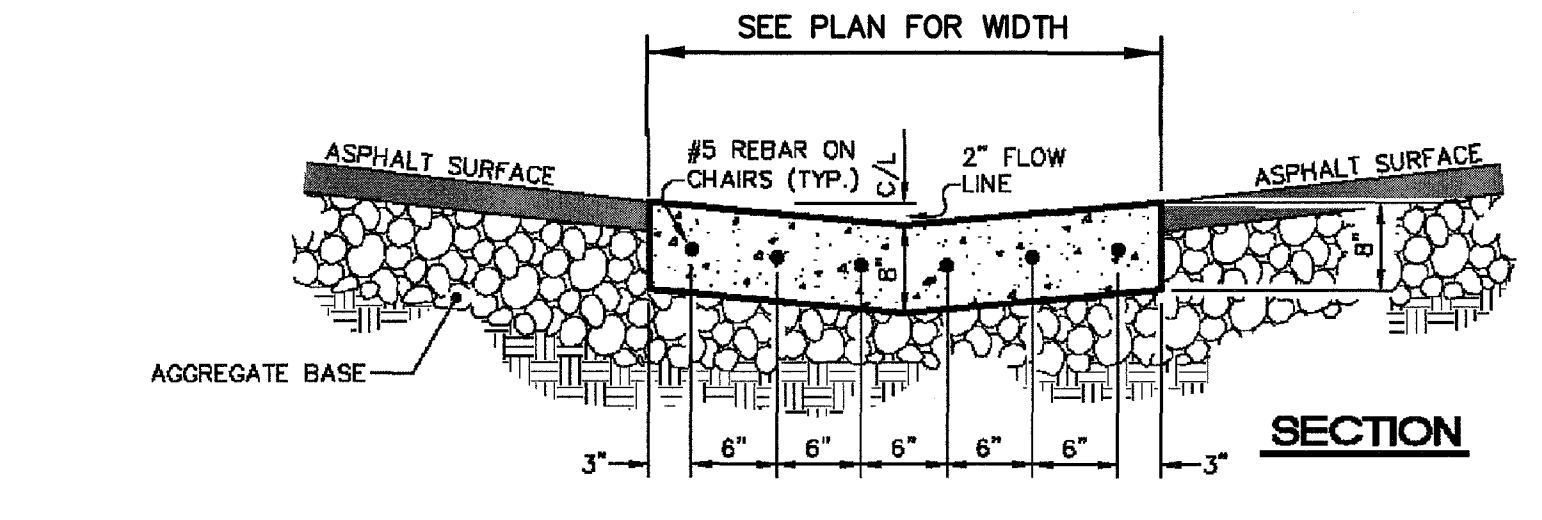 SEE PLAN FOR WIDTH
ASPHALT SURFACE
#5 REBAR ON
CHAIRS (TYP.)
C/L
2" FLOW
LINE
ASPHALT SURFACE
8"
8"
AGGREGATE BASE
3"
6"
6"
6"
6"
6"
3"
SECTION